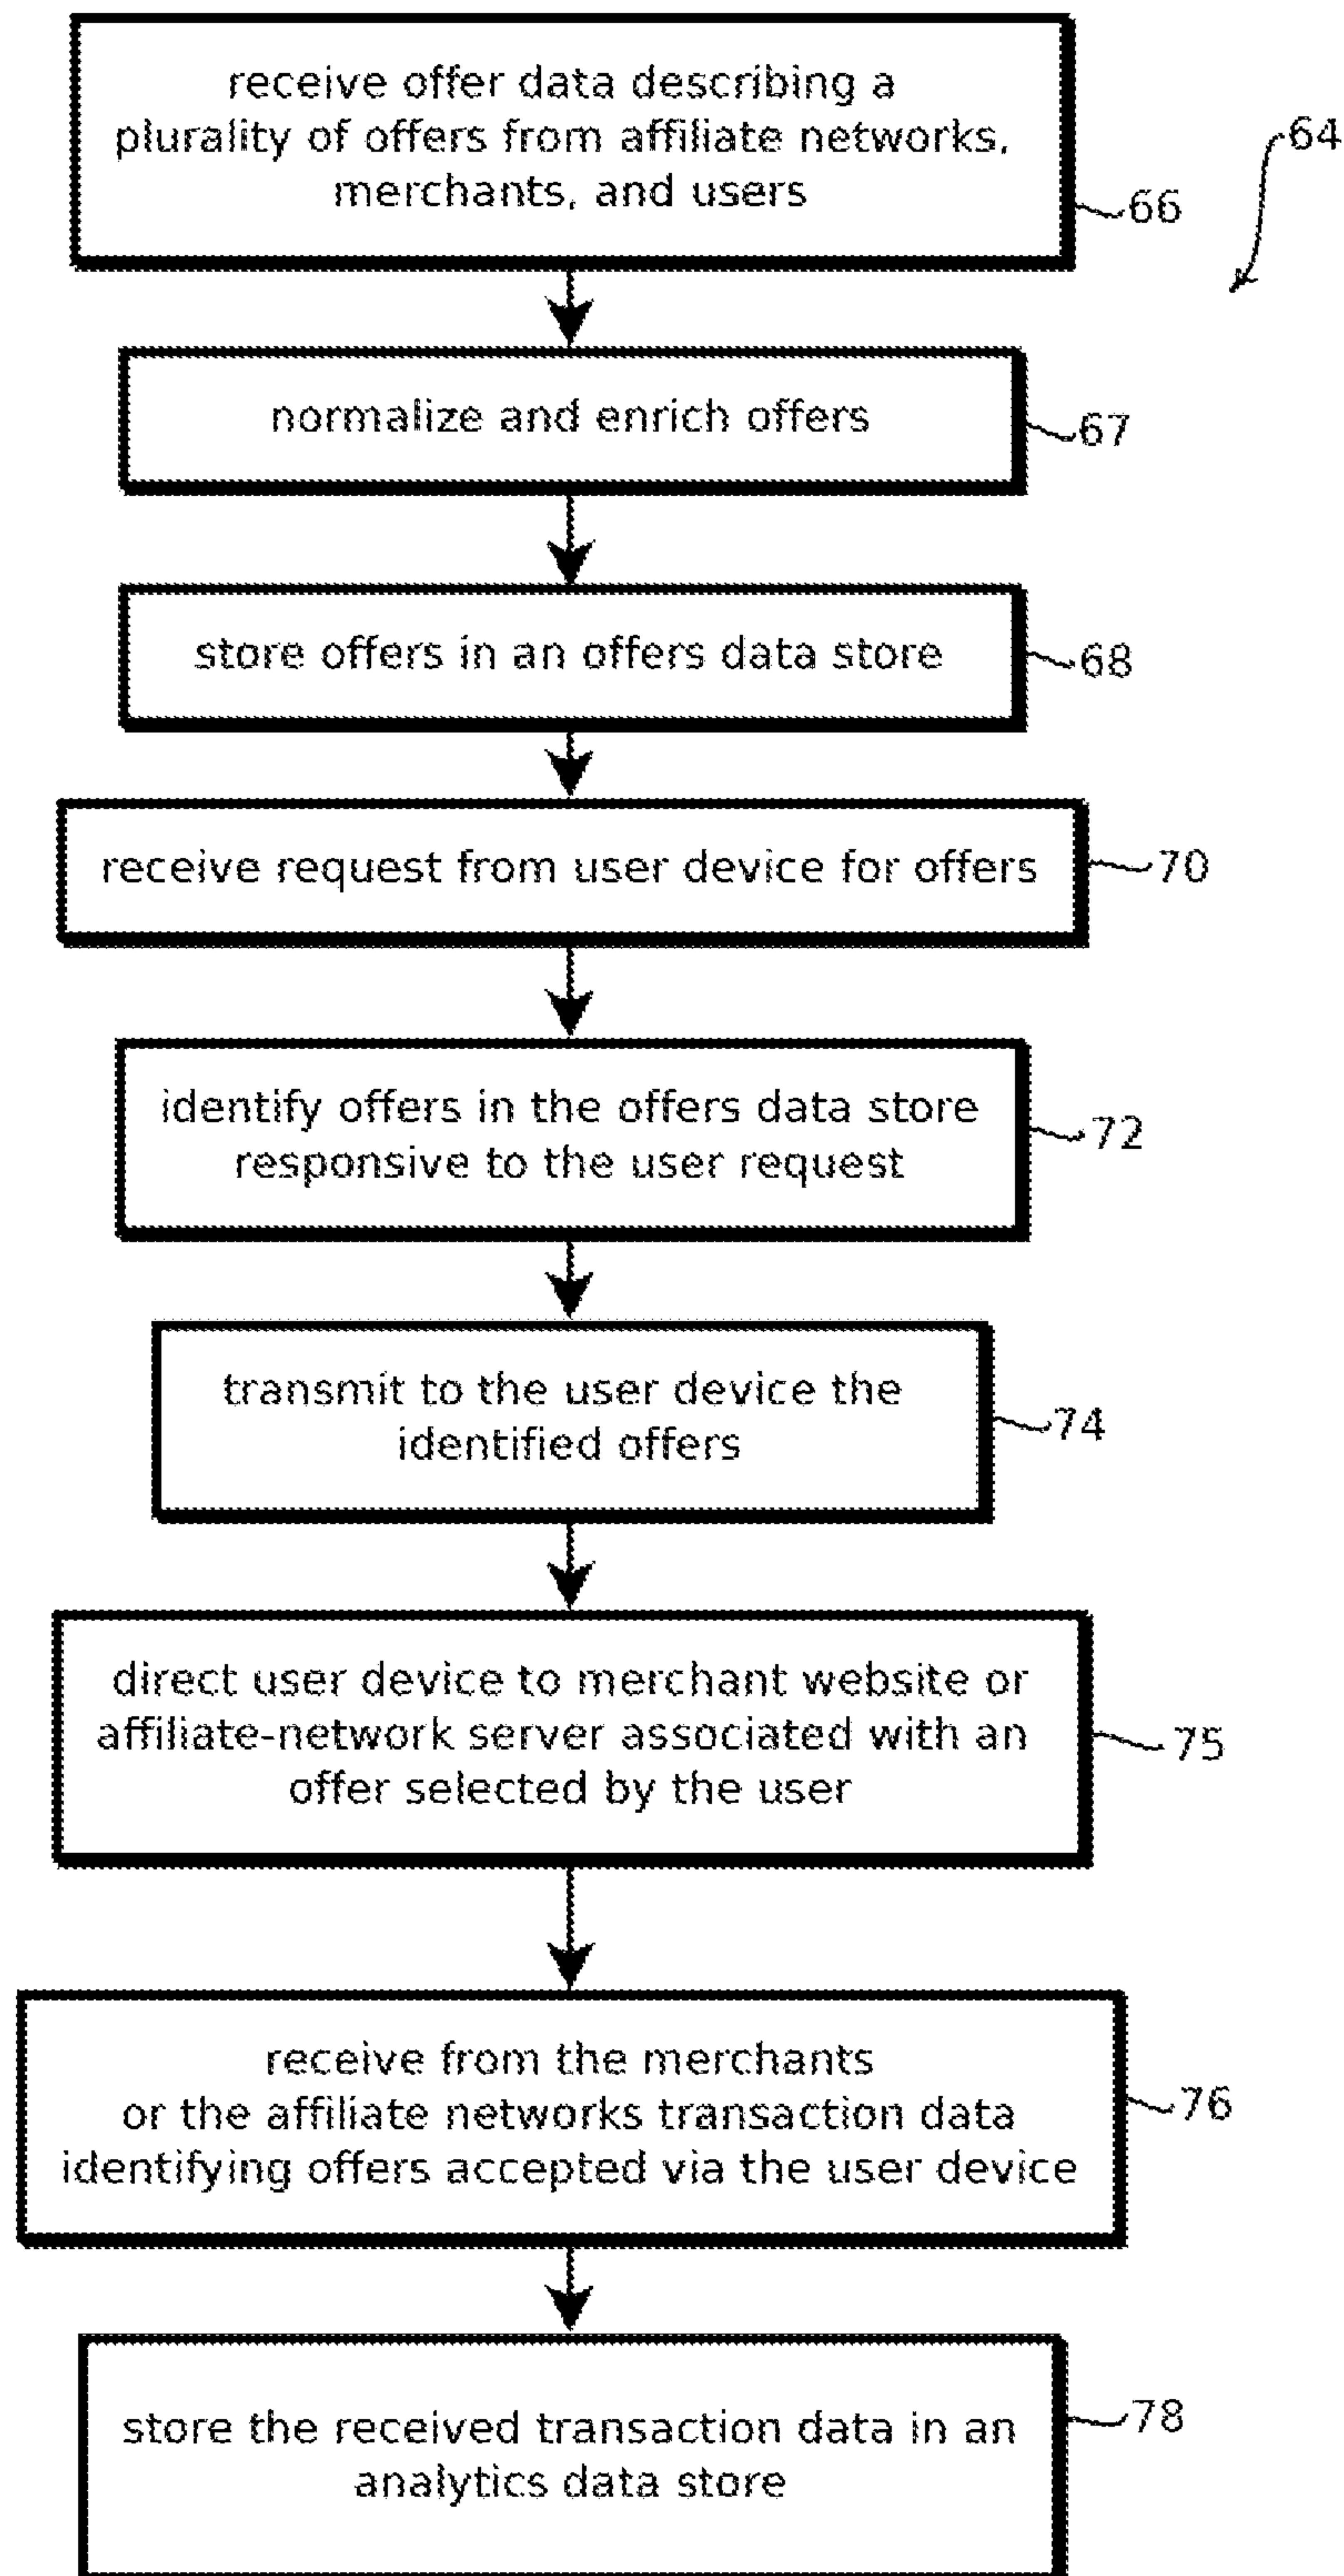 receive offer data describing a
plurality of offers from affiliate networks,
merchants, and users
64
66
normalize and enrich offers
67
store offers in an offers data store
68
receive request from user device for offers
70
identify offers in the offers data store
responsive to the user request
72
transmit to the user device the
identified offers
74
direct user device to merchant website or
affiliate-network server associated with an
offer selected by the user
75
receive from the merchants
or the affiliate networks transaction data
identifying offers accepted via the user device
76
store the received transaction data in an
analytics data store
78